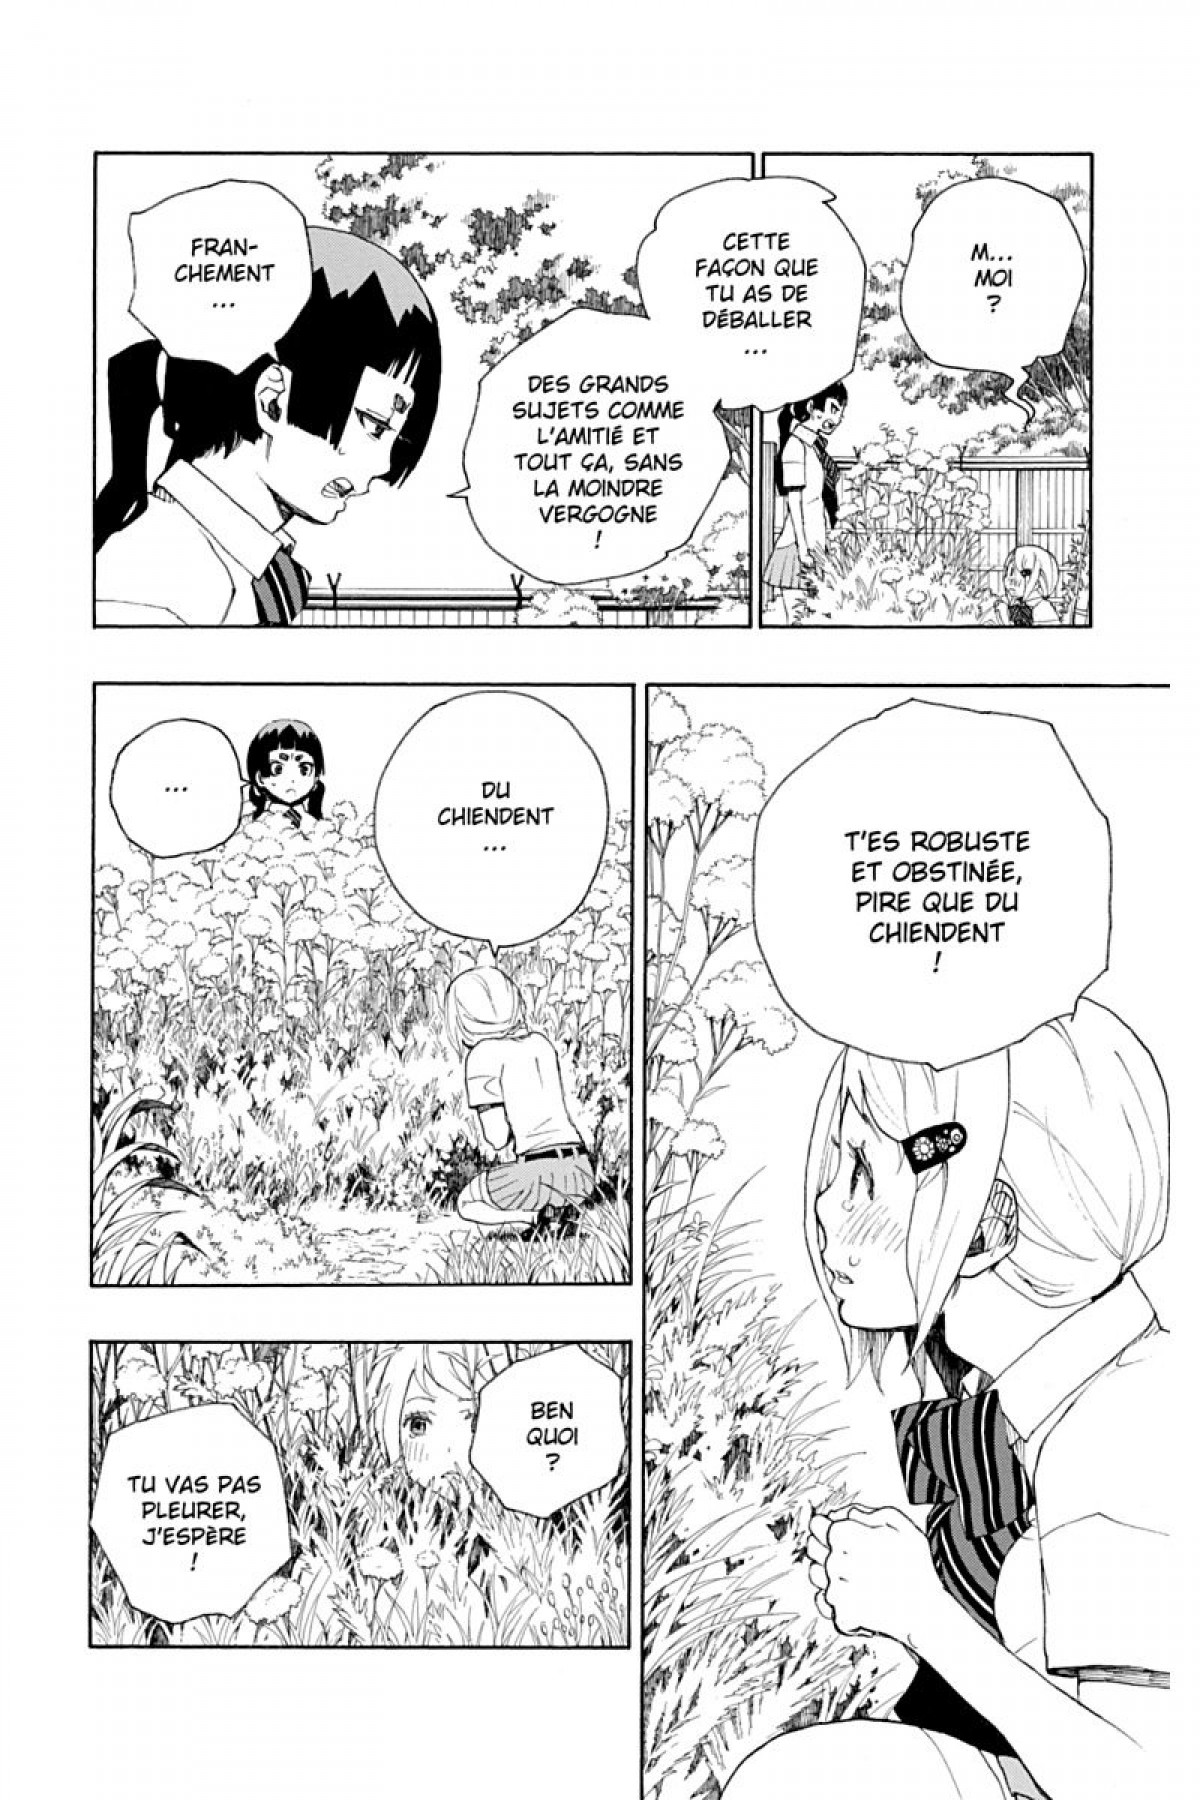 M...
MOI
?
CETTE
FAÇON QUE
TU AS DE
DÉBALLER
...
DES GRANDS
SUJETS COMME
L'AMITIÉ ET
TOUT ÇA, SANS
LA MOINDRE
VERGOGNE
!
FRAN-
CHEMENT
...
T'ES ROBUSTE
ET OBSTINÉE,
PIRE QUE DU
CHIENDENT
!
DU
CHIENDENT
...
...
BEN
QUOI
?
TU VAS PAS
PLEURER,
J'ESPÈRE
!